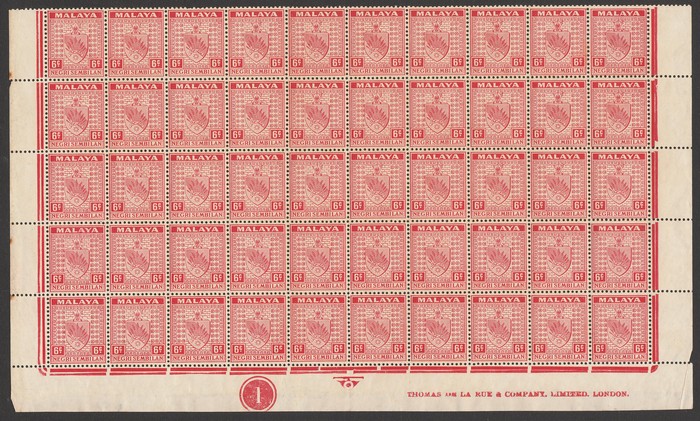 MALAYA MALAYA MALAYA MALAYA MALAYA MALAYA MALAYA MALAYA MALAYA MALAYA
6c 6c 6c 6c 6c 6c 6c 6c 6c 6c 6c 6c 6c 6c 6c 6c 6c 6c 6c 6c
NEGRI SEMBILAN NEGRI SEMBILAN NEGRI SEMBILAN NEGRI SEMBILAN NEGRI SEMBILAN NEGRI SEMBILAN NEGRI SEMBILAN NEGRI SEMBILAN NEGRI SEMBILAN NEGRI SEMBILAN
MALAYA MALAYA MALAYA MALAYA MALAYA MALAYA MALAYA MALAYA MALAYA MALAYA
6c 6c 6c 6c 6c 6c 6c 6c 6c 6c 6c 6c 6c 6c 6c 6c 6c 6c 6c 6c
NEGRI SEMBILAN NEGRI SEMBILAN NEGRI SEMBILAN NEGRI SEMBILAN NEGRI SEMBILAN NEGRI SEMBILAN NEGRI SEMBILAN NEGRI SEMBILAN NEGRI SEMBILAN NEGRI SEMBILAN
MALAYA MALAYA MALAYA MALAYA MALAYA MALAYA MALAYA MALAYA MALAYA MALAYA
6c 6c 6c 6c 6c 6c 6c 6c 6c 6c 6c 6c 6c 6c 6c 6c 6c 6c 6c 6c
NEGRI SEMBILAN NEGRI SEMBILAN NEGRI SEMBILAN NEGRI SEMBILAN NEGRI SEMBILAN NEGRI SEMBILAN NEGRI SEMBILAN NEGRI SEMBILAN NEGRI SEMBILAN NEGRI SEMBILAN
MALAYA MALAYA MALAYA MALAYA MALAYA MALAYA MALAYA MALAYA MALAYA MALAYA
6c 6c 6c 6c 6c 6c 6c 6c 6c 6c 6c 6c 6c 6c 6c 6c 6c 6c 6c 6c
NEGRI SEMBILAN NEGRI SEMBILAN NEGRI SEMBILAN NEGRI SEMBILAN NEGRI SEMBILAN NEGRI SEMBILAN NEGRI SEMBILAN NEGRI SEMBILAN NEGRI SEMBILAN NEGRI SEMBILAN
MALAYA MALAYA MALAYA MALAYA MALAYA MALAYA MALAYA MALAYA MALAYA MALAYA
6c 6c 6c 6c 6c 6c 6c 6c 6c 6c 6c 6c 6c 6c 6c 6c 6c 6c 6c 6c
NEGRI SEMBILAN NEGRI SEMBILAN NEGRI SEMBILAN NEGRI SEMBILAN NEGRI SEMBILAN NEGRI SEMBILAN NEGRI SEMBILAN NEGRI SEMBILAN NEGRI SEMBILAN NEGRI SEMBILAN
1 THOMAS DE LA RUE & COMPANY, LIMITED, LONDON.